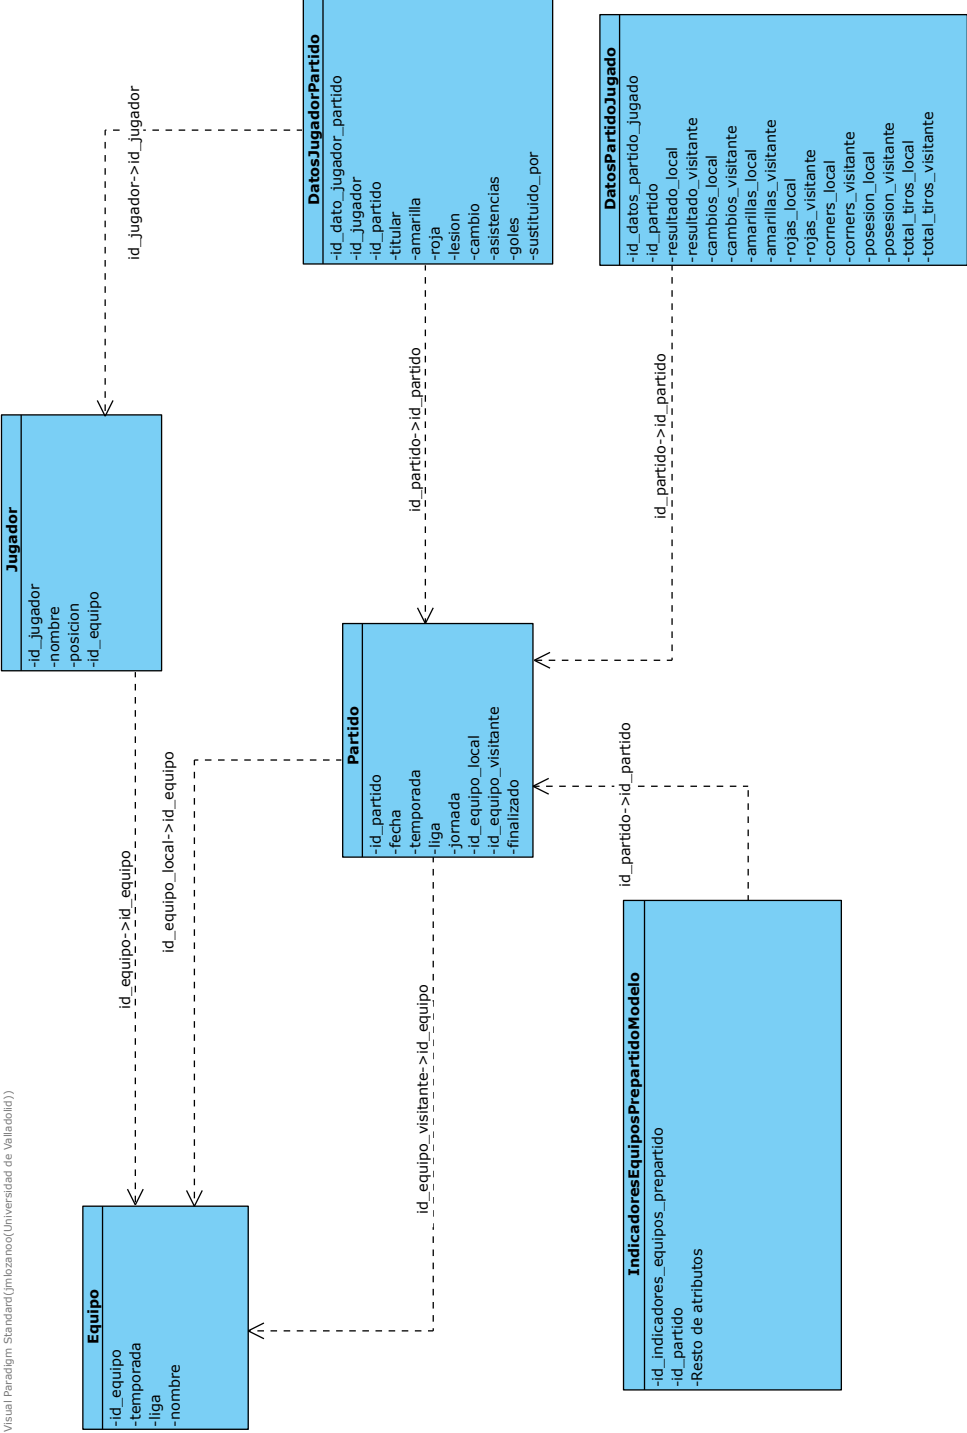 Visual Paradigm Standard(jmlozanoo(Universidad de Valladolid))
Equipo
-id_equipo
-temporada
-liga
-nombre
id_equipo->id_equipo
id_equipo_local->id_equipo
id_equipo_visitante->id_equipo
Jugador
-id_jugador
-nombre
-posicion
-id_equipo
id_jugador->id_jugador
Partido
-id_partido
-fecha
-temporada
-liga
-jornada
-id_equipo_local
-id_equipo_visitante
-finalizado
id_partido->id_partido
DatosJugadorPartido
-id_dato_jugador_partido
-id_jugador
-id_partido
-titular
-amarilla
-roja
-lesion
-cambio
-asistencias
-goles
-sustituido_por
IndicadoresEquiposPrepartidoModelo
-id_indicadores_equipos_prepartido
-id_partido
-Resto de atributos
id_partido->id_partido
id_partido->id_partido
DatosPartidoJugado
-id_datos_partido_jugado
-id_partido
-resultado_local
-resultado_visitante
-cambios_local
-cambios_visitante
-amarillas_local
-amarillas_visitante
-rojas_local
-rojas_visitante
-corners_local
-corners_visitante
-posesion_local
-posesion_visitante
-total_tiros_local
-total_tiros_visitante